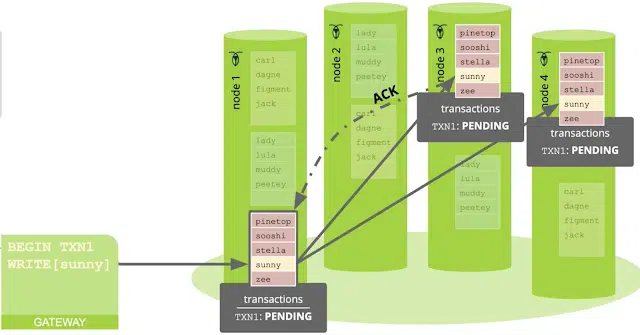 node 1
carl
dagne
figment
jack
lady
lula
muddy
peetey
pinetop
sooshi
stella
sunny
zee
transactions
TXN1: PENDING
node 2
lady
lula
muddy
peetey
carl
dagne
figment
jack
node 3
pinetop
sooshi
stella
sunny
zee
transactions
TXN1: PENDING
lady
lula
muddy
peetey
node 4
pinetop
sooshi
stella
sunny
zee
transactions
TXN1: PENDING
carl
dagne
figment
jack
ACK
BEGIN TXN1
WRITE[sunny]
GATEWAY